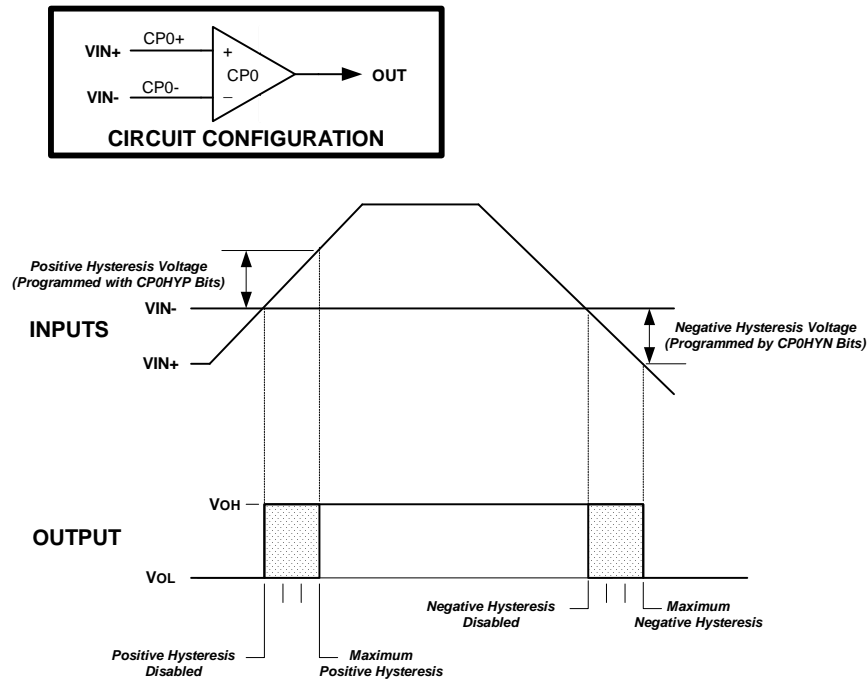 VIN+
CP0+
+
CP0
OUT
VIN-
CP0-
–
CIRCUIT CONFIGURATION
Positive Hysteresis Voltage
(Programmed with CP0HYP Bits)
VIN-
INPUTS
Negative Hysteresis Voltage
(Programmed by CP0HYN Bits)
VIN+
VOH
OUTPUT
VOL
Negative Hysteresis
Disabled
Maximum
Negative Hysteresis
Positive Hysteresis
Disabled
Maximum
Positive Hysteresis